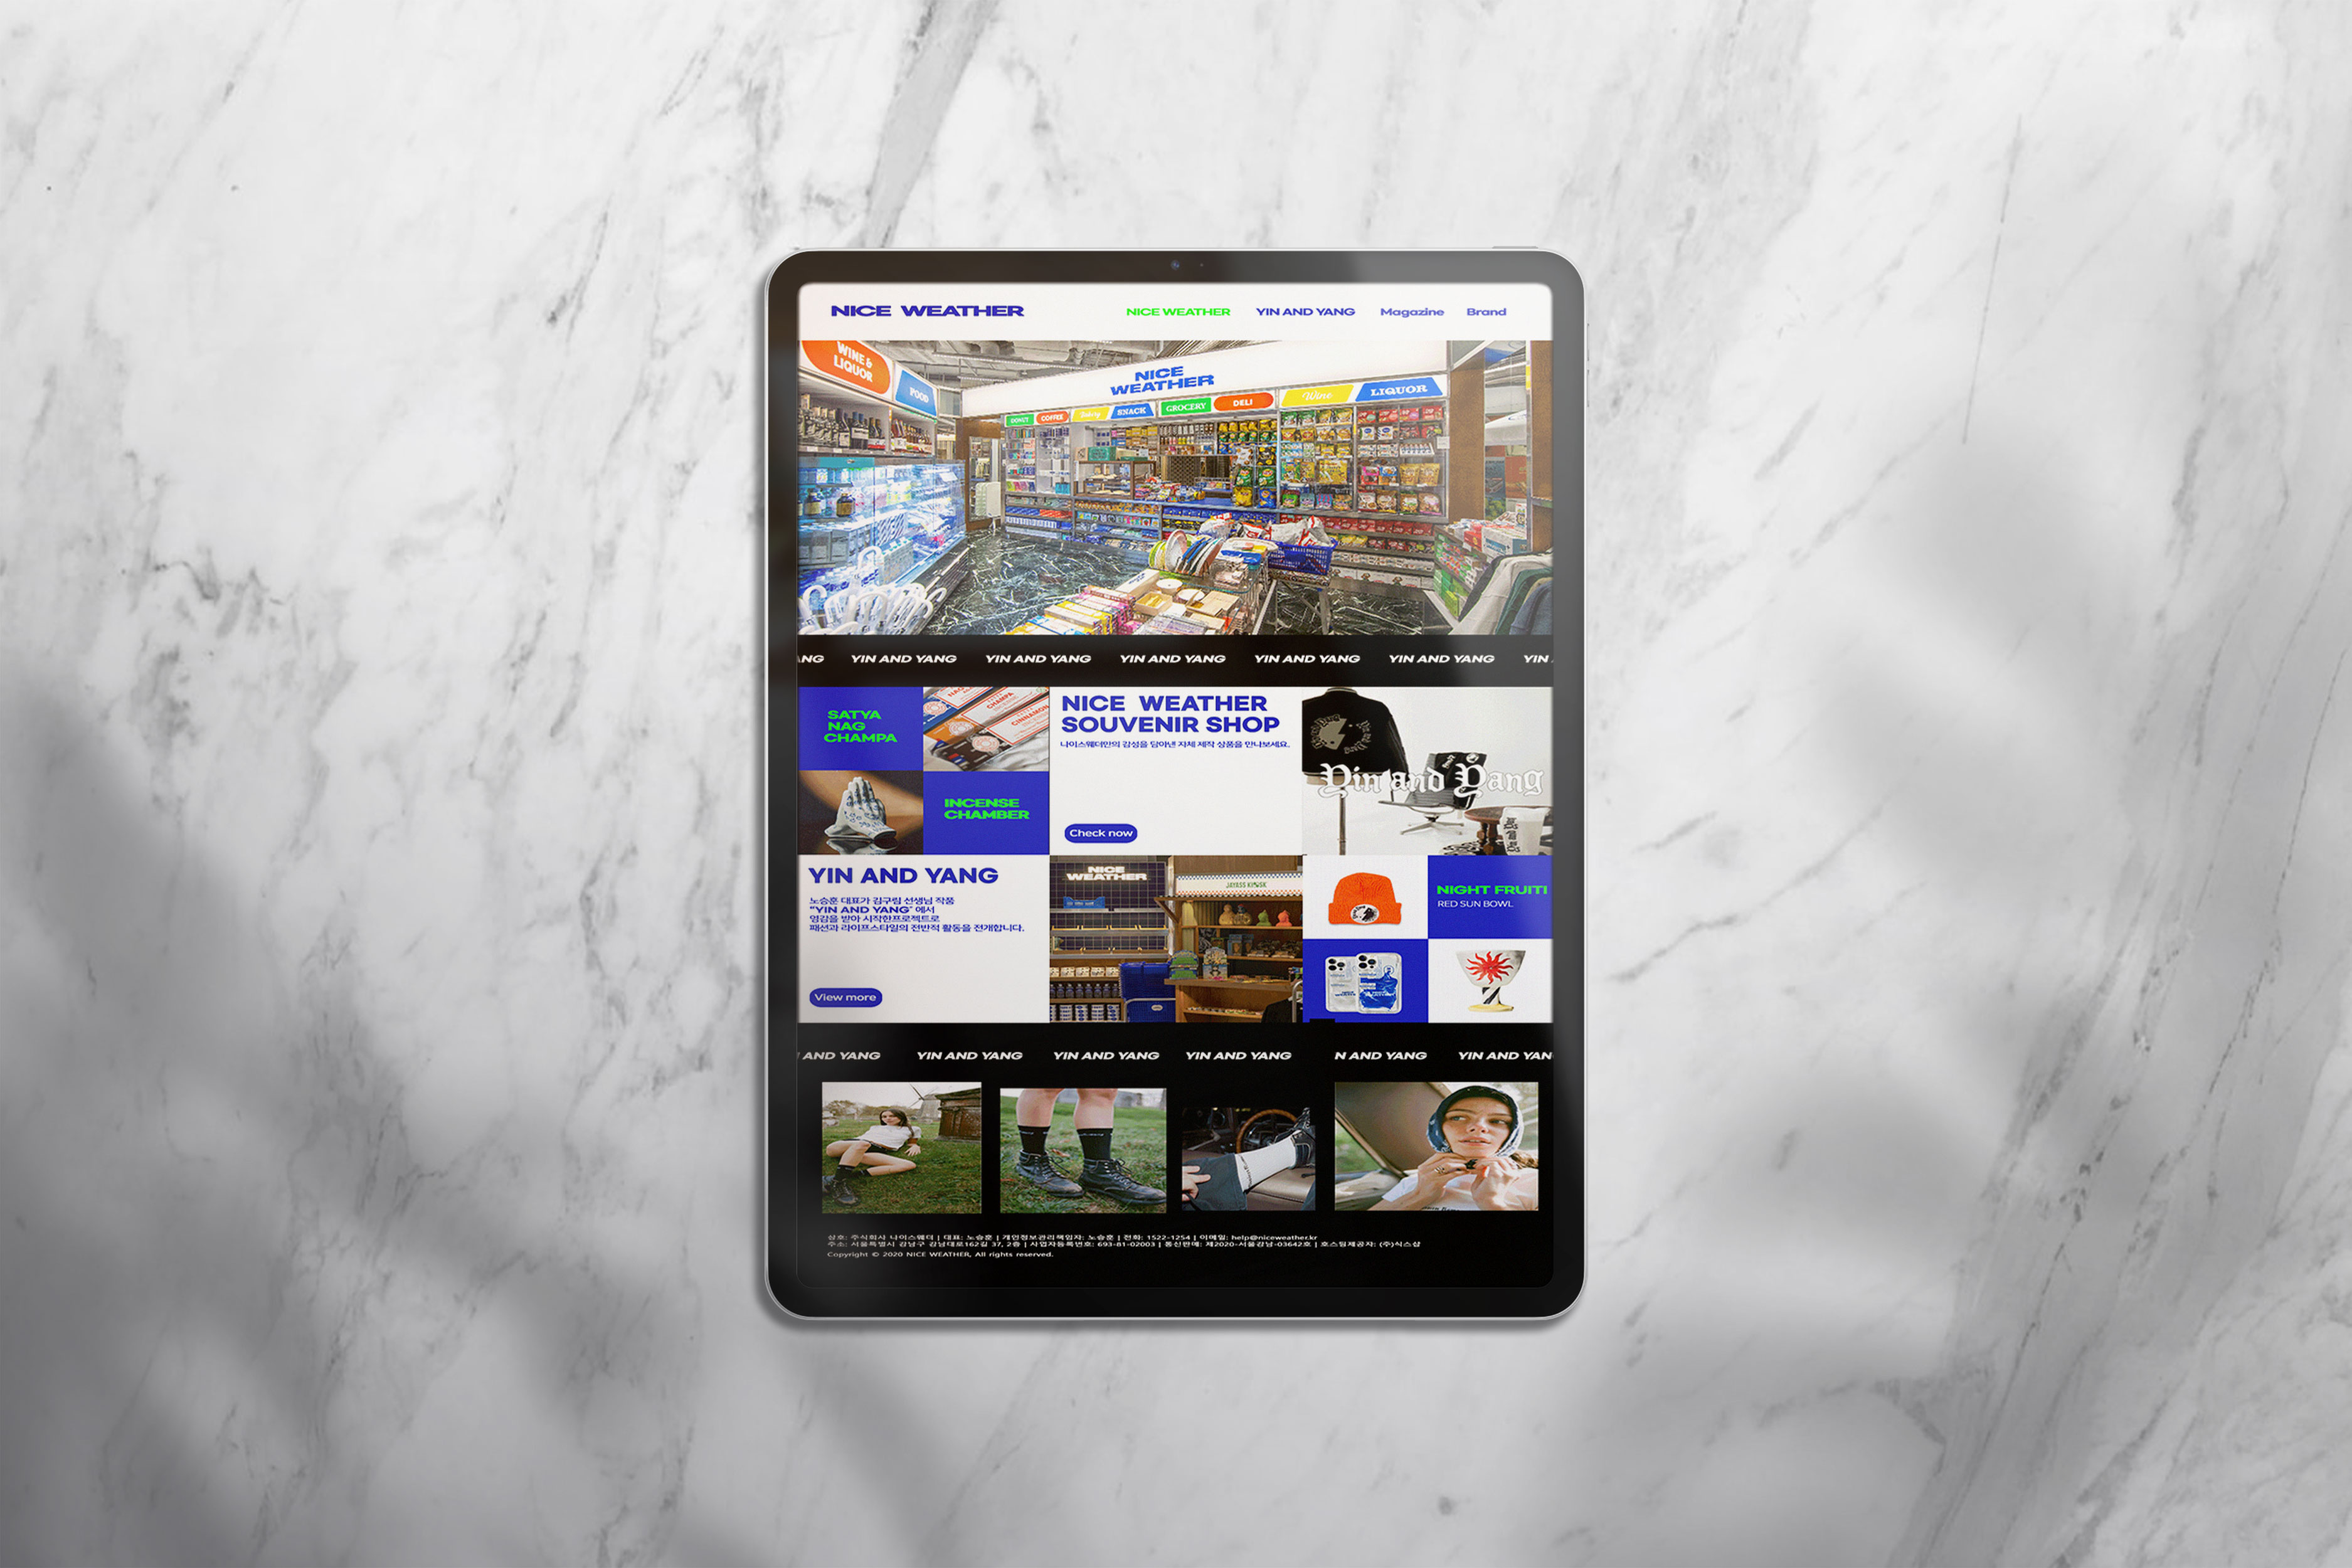 NICE WEATHER
NICE WEATHER YIN AND YANG Magazine Brand
WINE & LIQUOR
FOOD
NICE WEATHER
DONUT COFFEE Bakery SNACK GROCERY DELI Wine LIQUOR
ANG YIN AND YANG YIN AND YANG YIN AND YANG YIN AND YANG YIN AND YANG YIN
SATYA
NAG
CHAMPA
CHAMPA
CINNAMON
INCENSE
CHAMBER
NICE WEATHER
SOUVENIR SHOP
나이스웨더만의 감성을 담아낸 자체 제작 상품을 만나보세요.
Check now
Yin and Yang
YIN AND YANG
노승훈 대표가 김구림 선생님 작품
"YIN AND YANG" 에서
영감을 받아 시작한프로젝트로
패션과 라이프스타일의 전반적 활동을 전개합니다.
View more
NICE
WEATHER
JAYASS KIOSK
NIGHT FRUITI
RED SUN BOWL
AND YANG YIN AND YANG YIN AND YANG YIN AND YANG N AND YANG YIN AND YAN
상호: 주식회사 나이스웨더 | 대표: 노승훈 | 개인정보관리책임자: 노승훈 | 전화: 1522-1254 | 이메일: help@niceweather.kr
주소: 서울특별시 강남구 강남대로162길 37, 2층 | 사업자등록번호: 693-81-02003 | 통신판매: 제2020-서울강남-03642호 | 호스팅제공자: (주)식스샵
Copyright © 2020 NICE WEATHER, All rights reserved.